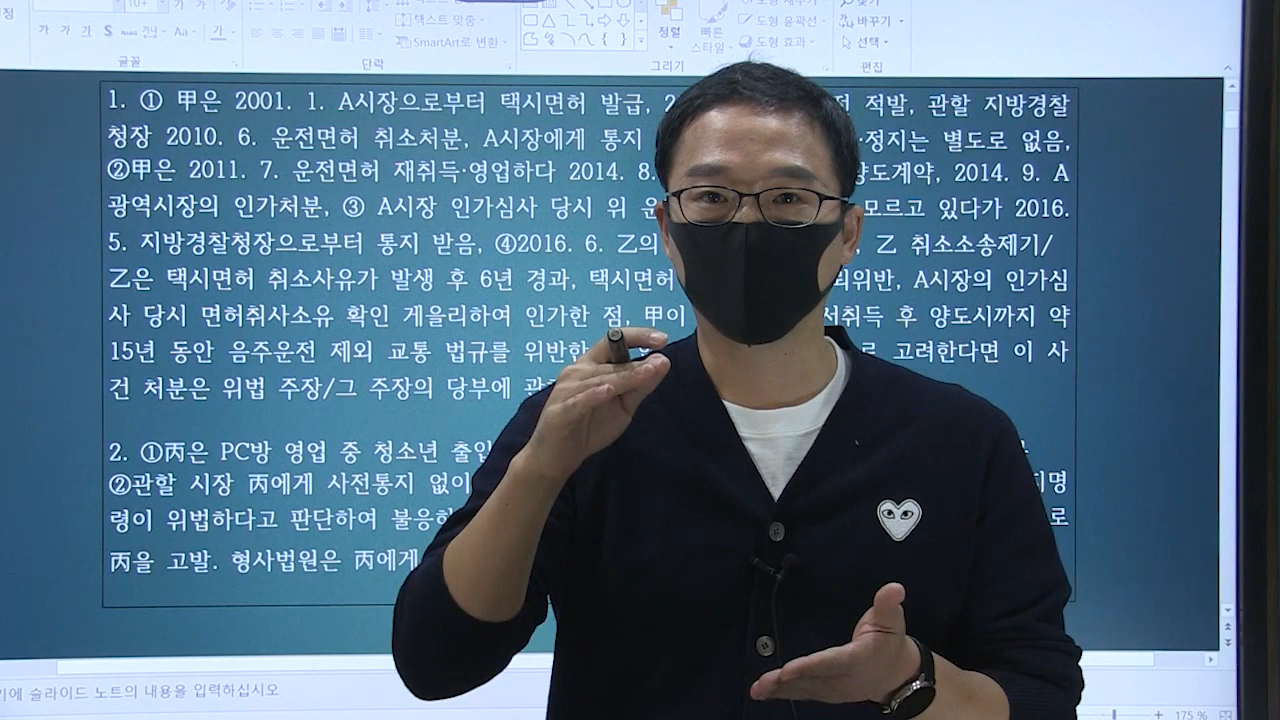 가 가 가 S 간 Aa 가
텍스트 맞춤
SmartArt로 변환
정렬
빠른
스타일
도형 윤곽선
도형 효과
찾기
바꾸기
선택
글꼴
단락
그리기
편집
1. ① 甲은 2001. 1. A시장으로부터 택시면허 발급, 적발, 관할 지방경찰
청장 2010. 6. 운전면허 취소처분, A시장에게 통지 ·정지는 별도로 없음,
②甲은 2011. 7. 운전면허 재취득·영업하다 2014. 8. 양도계약, 2014. 9. A
광역시장의 인가처분, ③ A시장 인가심사 당시 위 모르고 있다가 2016.
5. 지방경찰청장으로부터 통지 받음, ④2016. 6. 乙의 乙 취소소송제기/
乙은 택시면허 취소사유가 발생 후 6년 경과, 택시면허 A시장의 인가심
사 당시 면허취사소유 확인 게을리하여 인가한 점, 甲이 후 양도시까지 약
15년 동안 음주운전 제외 교통 법규를 위반한 고려한다면 이 사
건 처분은 위법 주장/그 주장의 당부에
2. ①丙은 PC방 영업 중 청소년
②관할 시장 丙에게 사전통지 없이
령이 위법하다고 판단하여 로
丙을 고발. 형사법원은 丙에게
슬라이드 노트의 내용을 입력하십시오
175 %